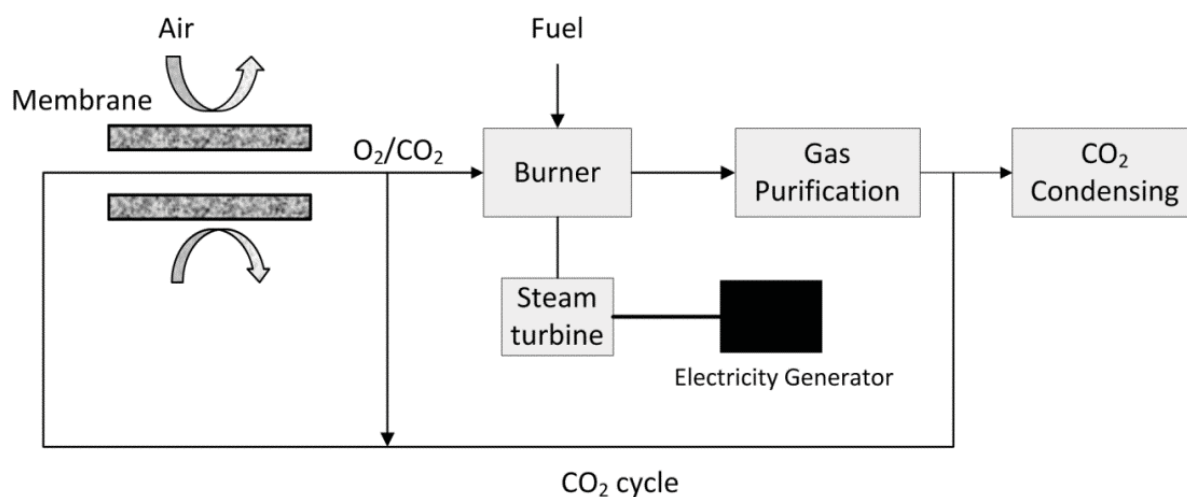 Air
Fuel
Membrane
O₂/CO₂
Burner
Gas
Purification
CO₂
Condensing
Steam
turbine
Electricity Generator
CO₂ cycle